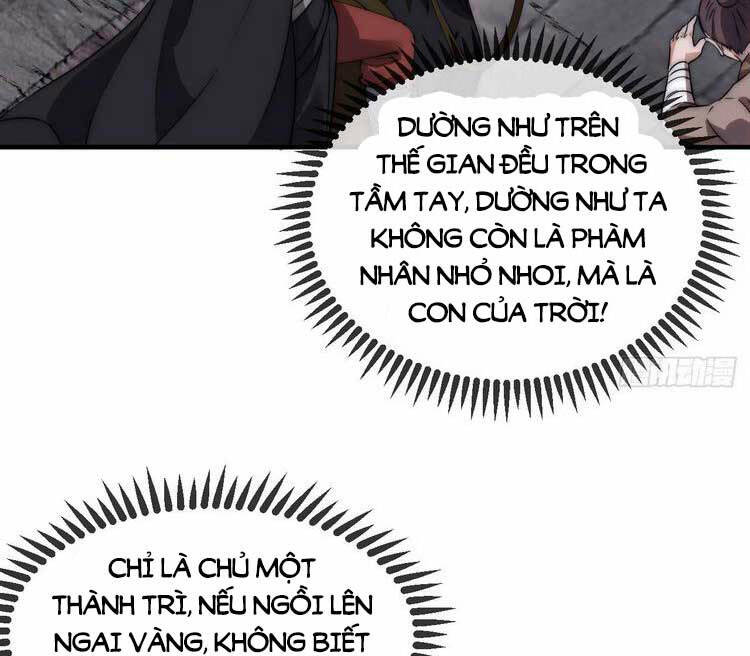 DƯỜNG NHƯ TRÊN
THẾ GIAN ĐỀU TRONG
TẦM TAY, DƯỜNG NHƯ TA
KHÔNG CÒN LÀ PHÀM
NHÂN NHỎ NHOI, MÀ LÀ
CON CỦA TRỜI!
CHỈ LÀ CHỦ MỘT
THÀNH TRÌ, NẾU NGỒI LÊN
NGAI VÀNG, KHÔNG BIẾT